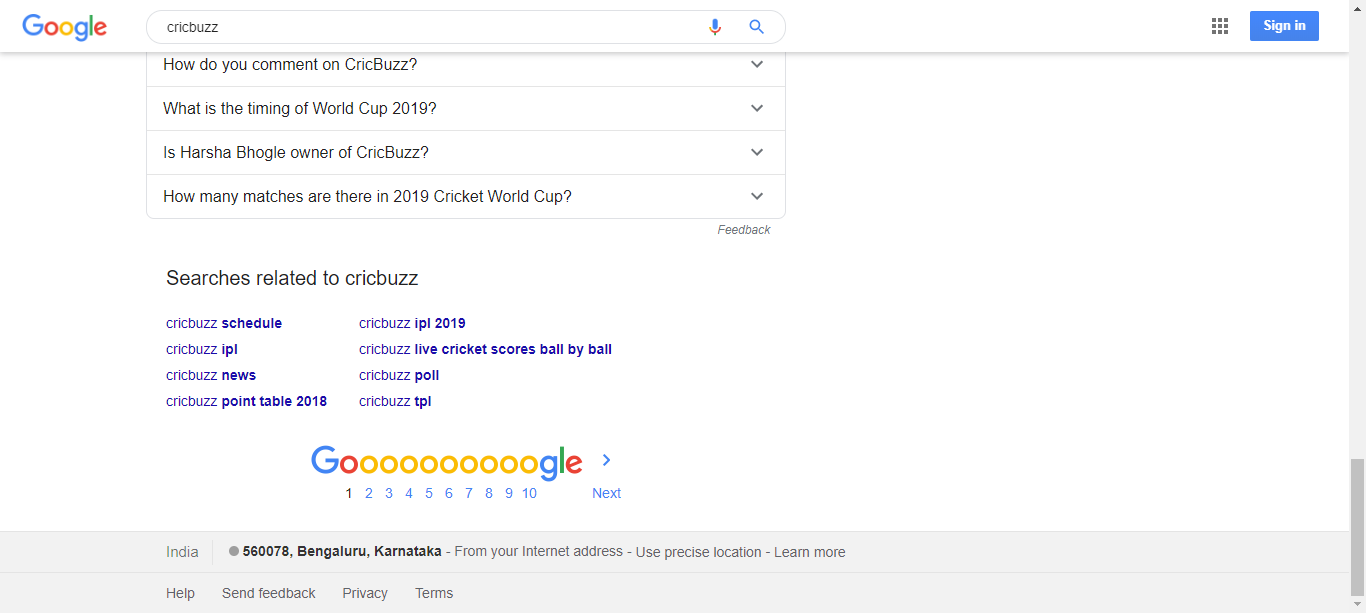 Google
cricbuzz
Sign in
How do you comment on CricBuzz?
What is the timing of World Cup 2019?
Is Harsha Bhogle owner of CricBuzz?
How many matches are there in 2019 Cricket World Cup?
Feedback
Searches related to cricbuzz
cricbuzz schedule
cricbuzz ipl
cricbuzz news
cricbuzz point table 2018
cricbuzz ipl 2019
cricbuzz live cricket scores ball by ball
cricbuzz poll
cricbuzz tpl
Goooooooooogle >
1 2 3 4 5 6 7 8 9 10 Next
India 560078, Bengaluru, Karnataka - From your Internet address - Use precise location - Learn more
Help Send feedback Privacy Terms